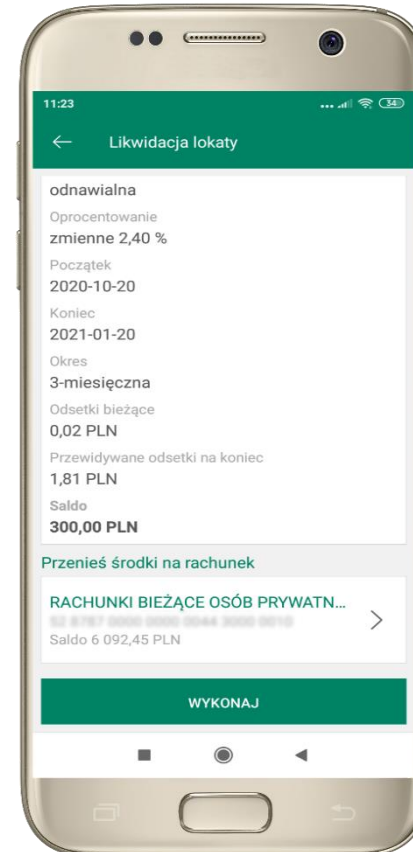 11:23
34
Likwidacja lokaty
odnawialna
Oprocentowanie
zmienne 2,40 %
Początek
2020-10-20
Koniec
2021-01-20
Okres
3-miesięczna
Odsetki bieżące
0,02 PLN
Przewidywane odsetki na koniec
1,81 PLN
Saldo
300,00 PLN
Przenieś środki na rachunek
RACHUNKI BIEŻĄCE OSÓB PRYWATN...
Saldo 6 092,45 PLN
WYKONAJ